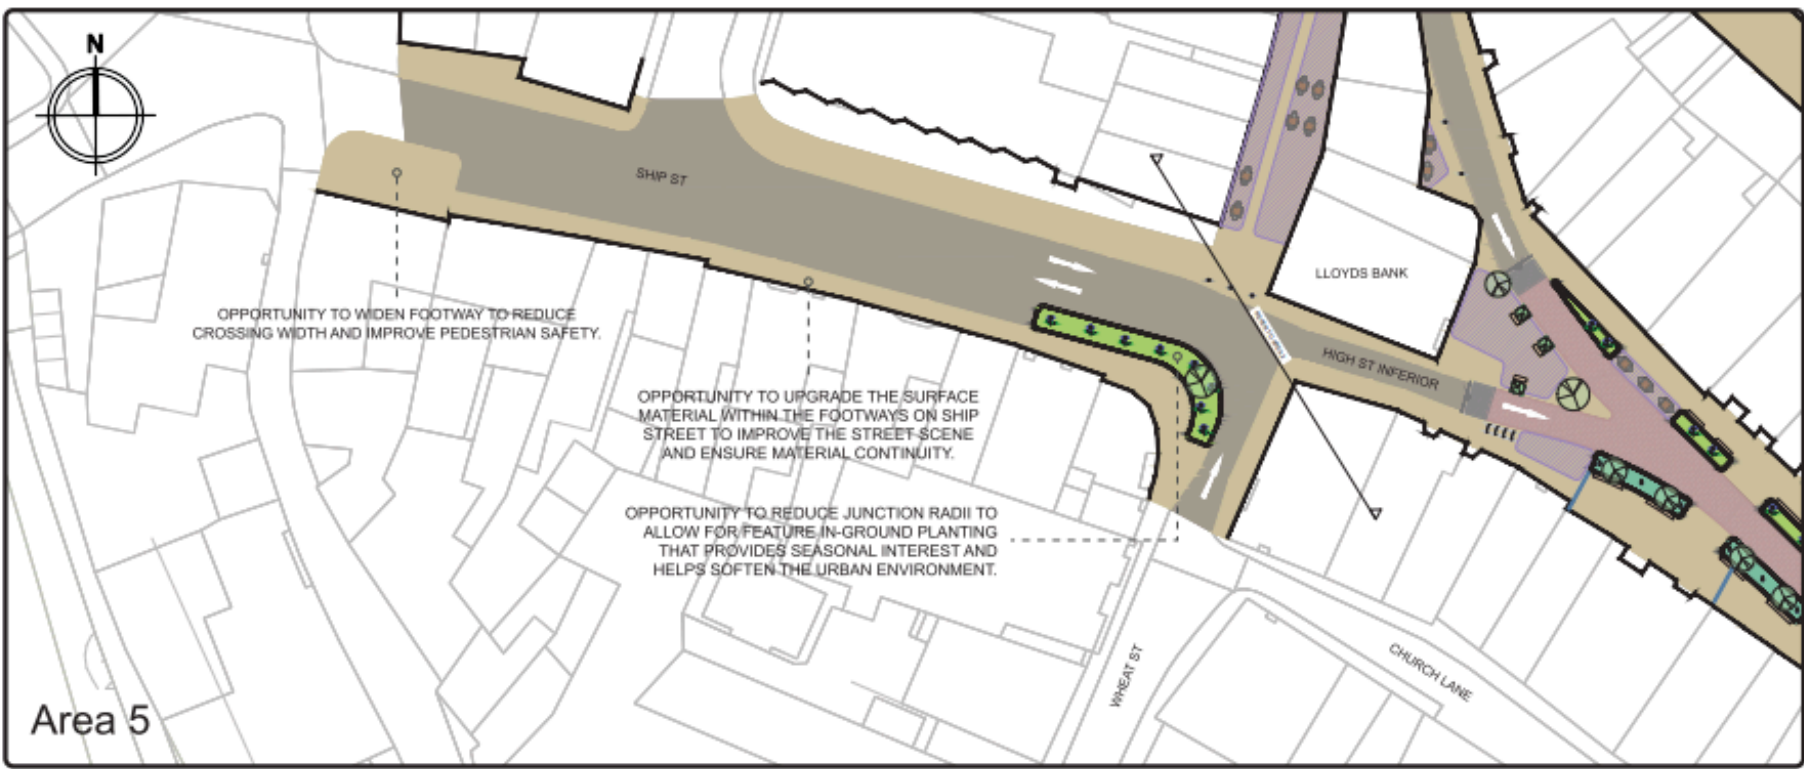 N
SHIP ST
LLOYDS BANK
HIGH ST INFERIOR
OPPORTUNITY TO WIDEN FOOTWAY TO REDUCE
CROSSING WIDTH AND IMPROVE PEDESTRIAN SAFETY.
OPPORTUNITY TO UPGRADE THE SURFACE
MATERIAL WITHIN THE FOOTWAYS ON SHIP
STREET TO IMPROVE THE STREET SCENE
AND ENSURE MATERIAL CONTINUITY.
OPPORTUNITY TO REDUCE JUNCTION RADII TO
ALLOW FOR FEATURE IN-GROUND PLANTING
THAT PROVIDES SEASONAL INTEREST AND
HELPS SOFTEN THE URBAN ENVIRONMENT.
WHEAT ST
CHURCH LANE
Area 5